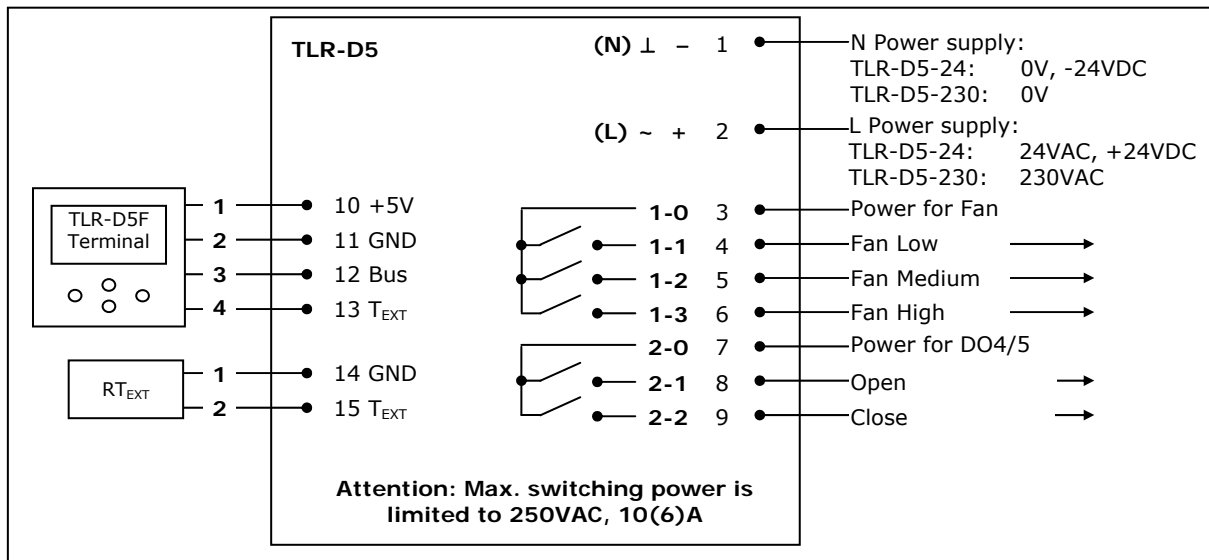 TLR-D5
(N) ⊥ – 1
N Power supply:
TLR-D5-24: 0V, -24VDC
TLR-D5-230: 0V
(L) ~ + 2
L Power supply:
TLR-D5-24: 24VAC, +24VDC
TLR-D5-230: 230VAC
TLR-D5F
Terminal
1 10 +5V
2 11 GND
3 12 Bus
4 13 TEXT
RTEXT
1 14 GND
2 15 TEXT
1-0 3 Power for Fan
1-1 4 Fan Low
1-2 5 Fan Medium
1-3 6 Fan High
2-0 7 Power for DO4/5
2-1 8 Open
2-2 9 Close
Attention: Max. switching power is
limited to 250VAC, 10(6)A